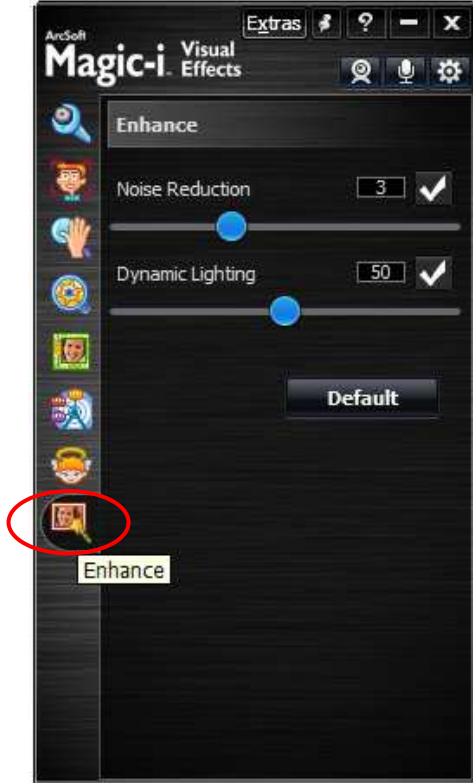 Extras ? – x
ArcSoft
Magic-i. Visual Effects
Enhance
Noise Reduction 3
Dynamic Lighting 50
Default
Enhance